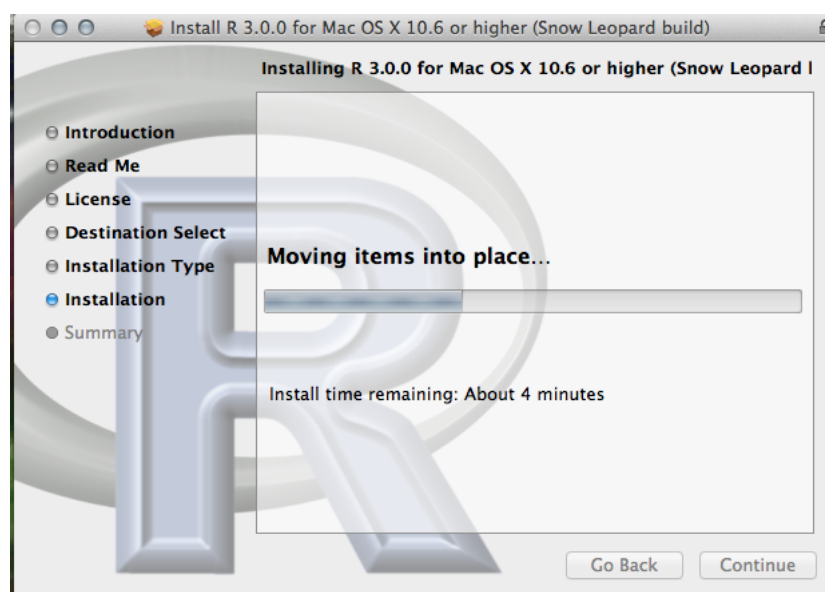 Install R 3.0.0 for Mac OS X 10.6 or higher (Snow Leopard build)
Installing R 3.0.0 for Mac OS X 10.6 or higher (Snow Leopard
Introduction
Read Me
License
Destination Select
Installation Type
Installation
Summary
Moving items into place...
Install time remaining: About 4 minutes
Go Back
Continue
R